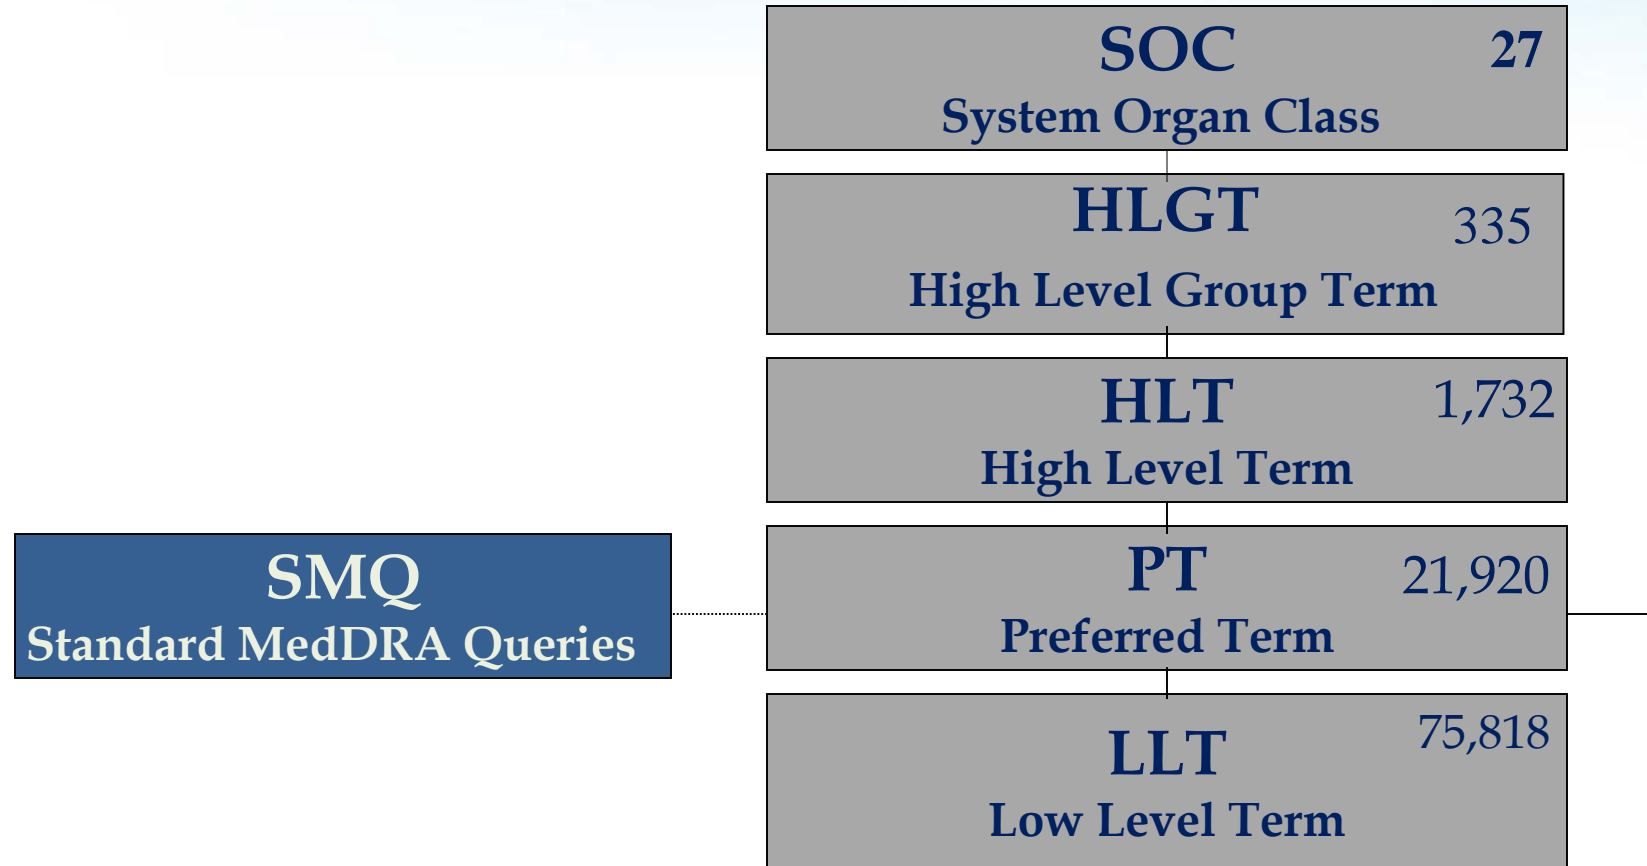 SOC 27
System Organ Class
HLGT 335
High Level Group Term
HLT 1,732
High Level Term
SMQ
Standard MedDRA Queries
PT 21,920
Preferred Term
LLT 75,818
Low Level Term